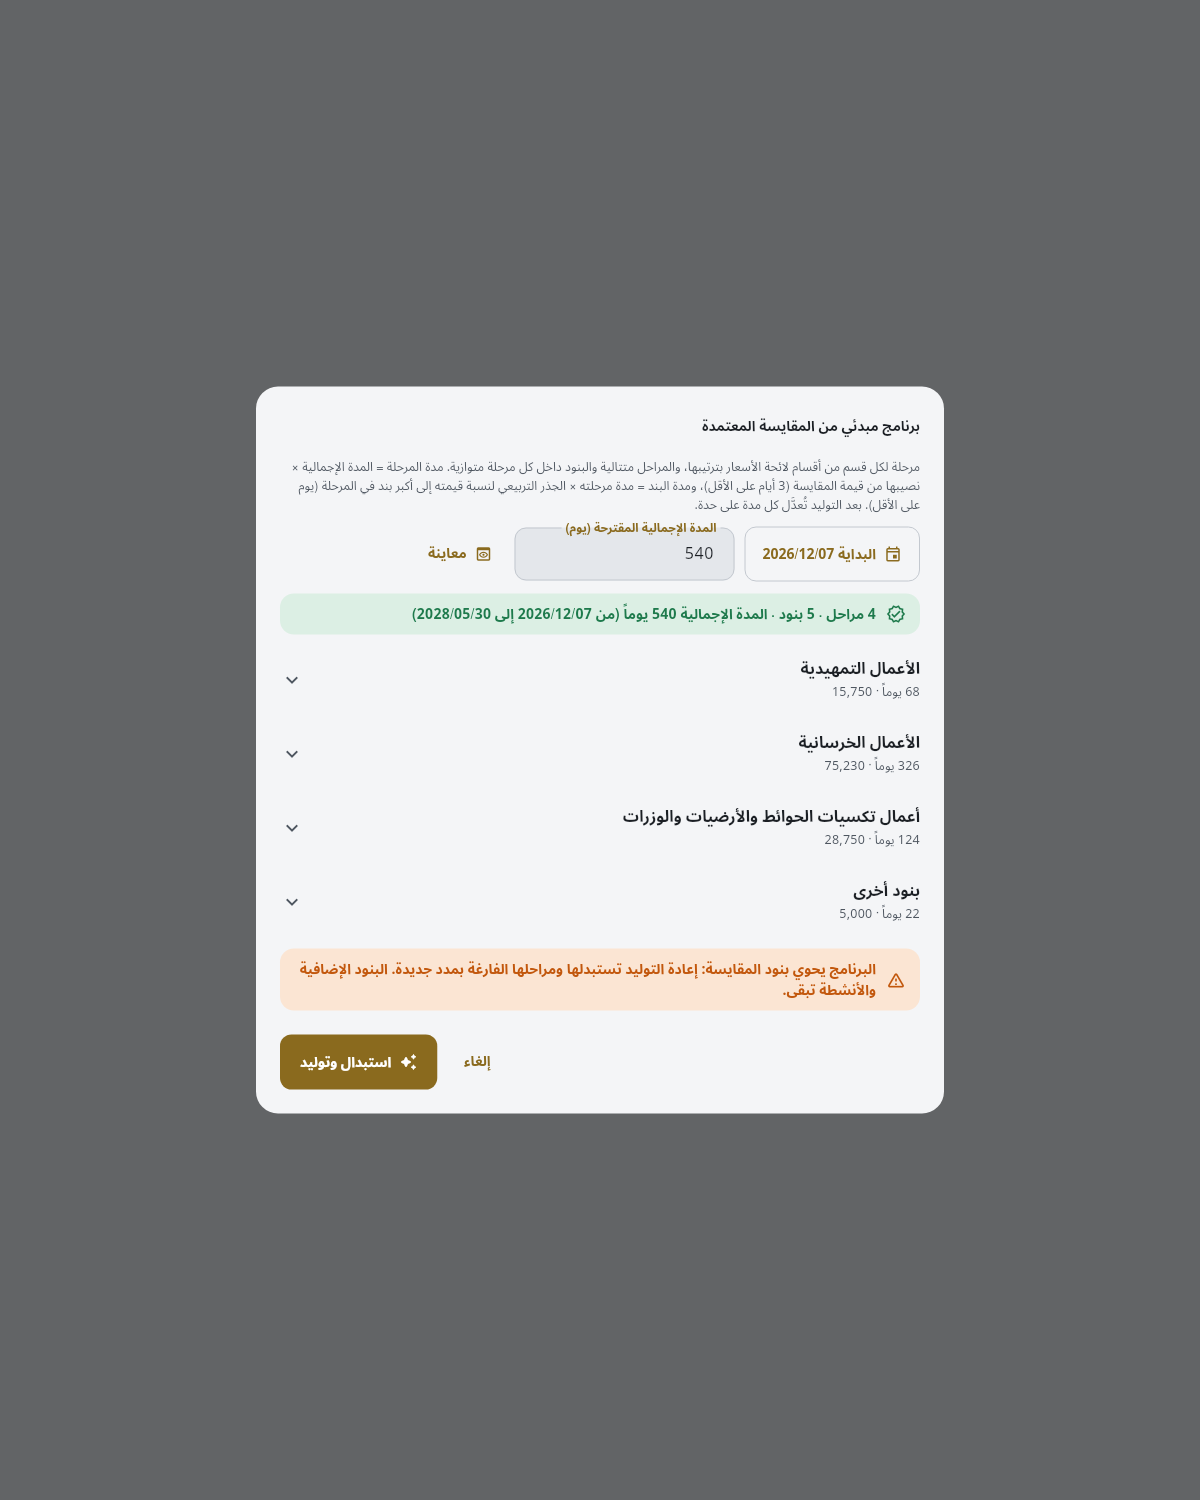 برنامج مبدئي من المقايسة المعتمدة
مرحلة لكل قسم من أقسام لائحة الأسعار بترتيبها، والمراحل متتالية والبنود داخل كل مرحلة متوازية. مدة المرحلة = المدة الإجمالية ×
نصيبها من قيمة المقايسة (3 أيام على الأقل)، ومدة البند = مدة مرحلته × الجذر التربيعي لنسبة قيمته إلى أكبر بند في المرحلة (يوم
على الأقل). بعد التوليد تُعدَّل كل مدة على حدة.
المدة الإجمالية المقترحة (يوم)
البداية 2026/12/07
540
معاينة
4 مراحل · 5 بنود · المدة الإجمالية 540 يوماً (من 2026/12/07 إلى 2028/05/30)
الأعمال التمهيدية
68 يوماً · 15,750
الأعمال الخرسانية
326 يوماً · 75,230
أعمال تكسيات الحوائط والأرضيات والوزرات
124 يوماً · 28,750
بنود أخرى
22 يوماً · 5,000
البرنامج يحوي بنود المقايسة: إعادة التوليد تستبدلها ومراحلها الفارغة بمدد جديدة. البنود الإضافية
والأنشطة تبقى.
إلغاء
استبدال وتوليد